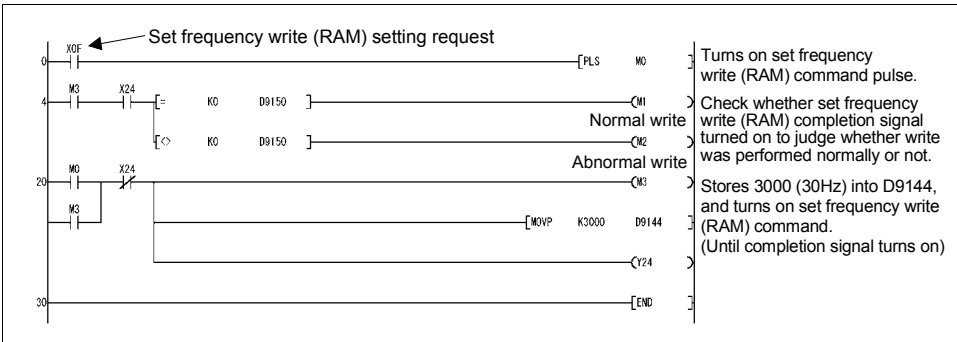 Set frequency write (RAM) setting request
X0F
0
[PLS M0 ]
Turns on set frequency
write (RAM) command pulse.
M3 X24
4
[= K0 D9150 ]
(M1 )
Normal write
[<> K0 D9150 ]
(M2 )
Abnormal write
Check whether set frequency
write (RAM) completion signal
turned on to judge whether write
was performed normally or not.
M0 X24
20
(M3 )
M3
[MOVP K3000 D9144 ]
(Y24 )
Stores 3000 (30Hz) into D9144,
and turns on set frequency write
(RAM) command.
(Until completion signal turns on)
30
[END ]